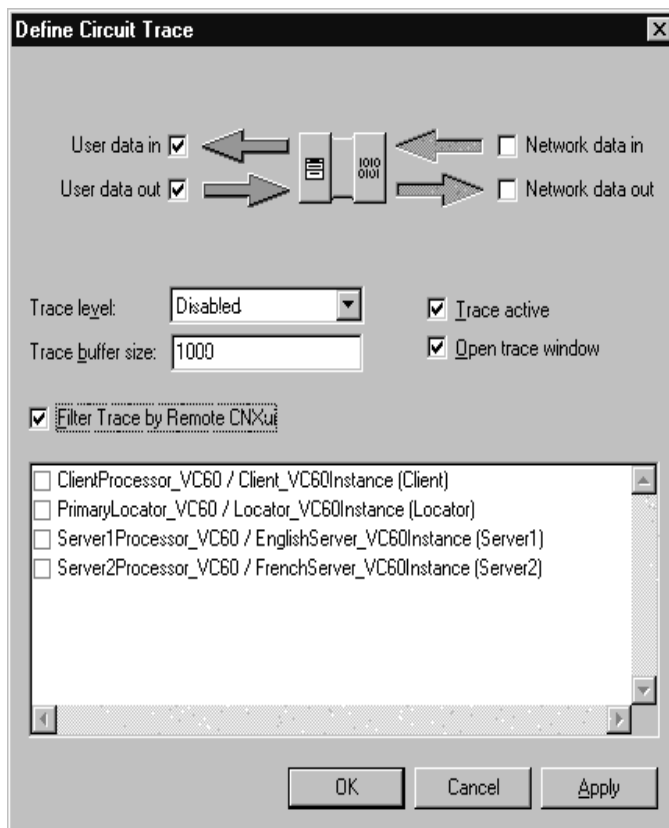 Define Circuit Trace
User data in
Network data in
1010
0101
User data out
Network data out
Trace level: Disabled
Trace active
Trace buffer size: 1000
Open trace window
Filter Trace by Remote CNXui
ClientProcessor_VC60 / Client_VC60Instance (Client)
PrimaryLocator_VC60 / Locator_VC60Instance (Locator)
Server1Processor_VC60 / EnglishServer_VC60Instance (Server1)
Server2Processor_VC60 / FrenchServer_VC60Instance (Server2)
OK
Cancel
Apply